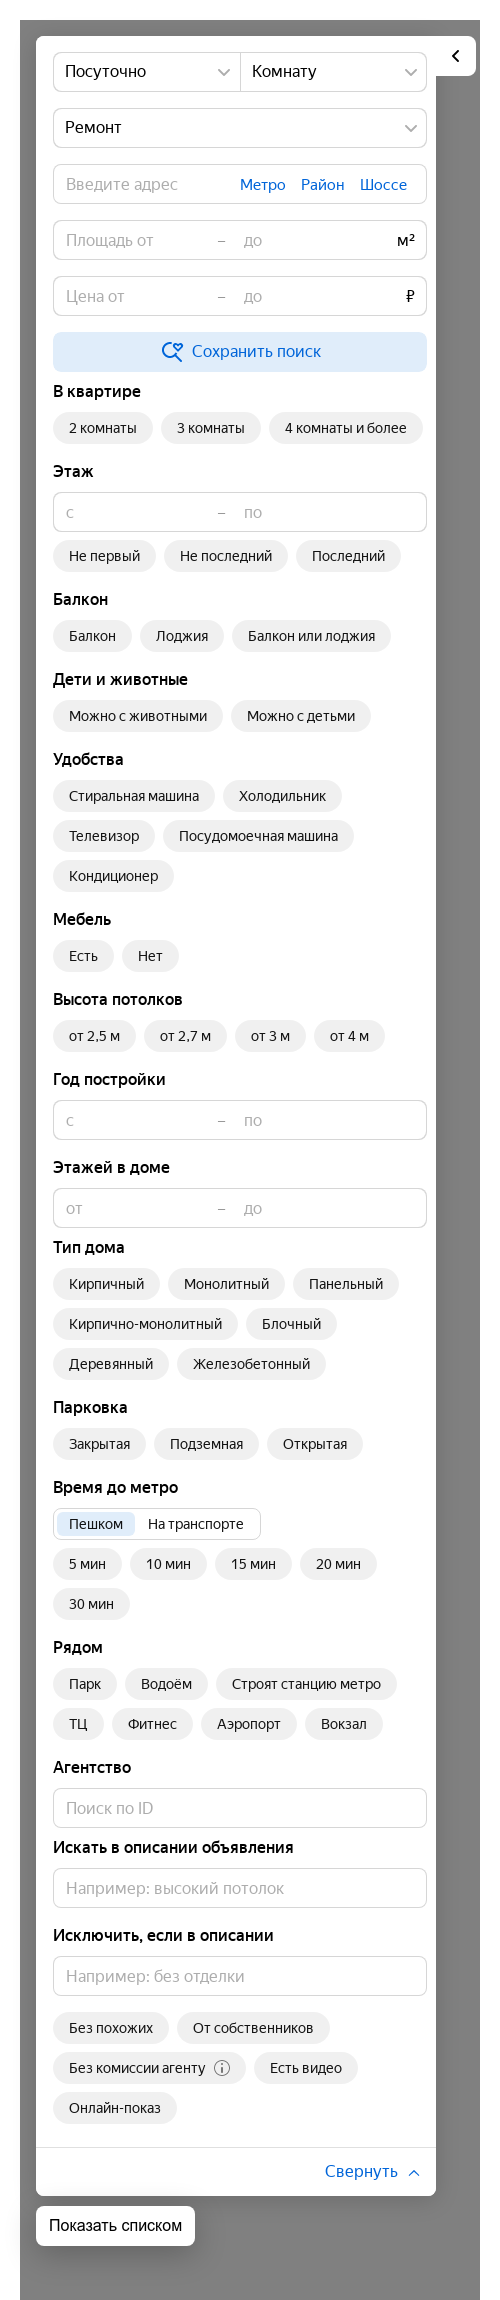 Посуточно Комнату
Ремонт
Введите адрес Метро Район Шоссе
Площадь от – до м²
Цена от – до ₽
Сохранить поиск
В квартире
2 комнаты 3 комнаты 4 комнаты и более
Этаж
с – по
Не первый Не последний Последний
Балкон
Балкон Лоджия Балкон или лоджия
Дети и животные
Можно с животными Можно с детьми
Удобства
Стиральная машина Холодильник
Телевизор Посудомоечная машина
Кондиционер
Мебель
Есть Нет
Высота потолков
от 2,5 м от 2,7 м от 3 м от 4 м
Год постройки
с – по
Этажей в доме
от – до
Тип дома
Кирпичный Монолитный Панельный
Кирпично-монолитный Блочный
Деревянный Железобетонный
Парковка
Закрытая Подземная Открытая
Время до метро
Пешком На транспорте
5 мин 10 мин 15 мин 20 мин
30 мин
Рядом
Парк Водоём Строят станцию метро
ТЦ Фитнес Аэропорт Вокзал
Агентство
Поиск по ID
Искать в описании объявления
Например: высокий потолок
Исключить, если в описании
Например: без отделки
Без похожих От собственников
Без комиссии агенту Есть видео
Онлайн-показ
Свернуть
Показать списком